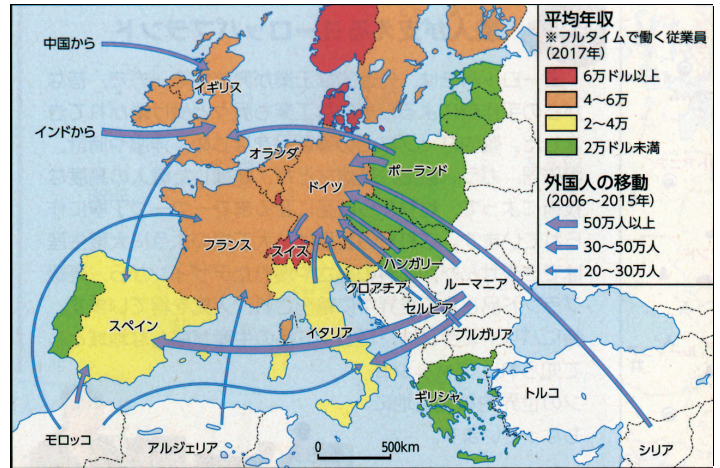 平均年収
※フルタイムで働く従業員
(2017年)
6万ドル以上
4～6万
2～4万
2万ドル未満
外国人の移動
(2006～2015年)
50万人以上
30～50万人
20～30万人
中国から
イギリス
インドから
オランダ
ポーランド
ドイツ
フランス
スイス
ハンガリー
ルーマニア
クロアチア
セルビア
スペイン
イタリア
ブルガリア
ギリシャ
トルコ
モロッコ
アルジェリア
シリア
0 500km